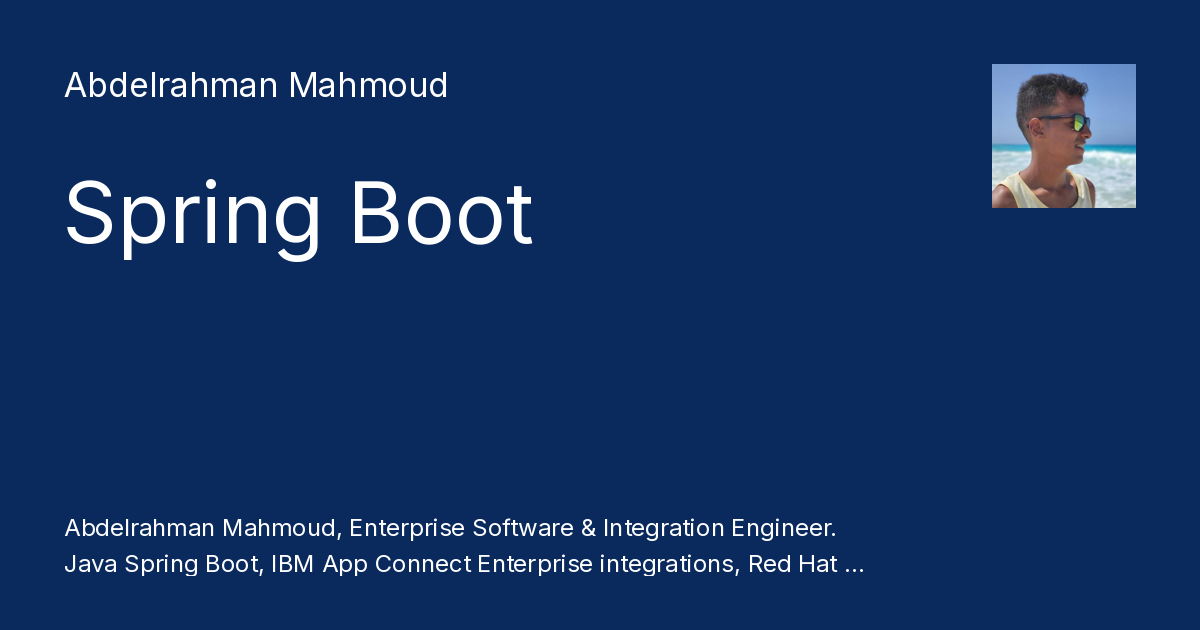 Abdelrahman Mahmoud
Spring Boot
Abdelrahman Mahmoud, Enterprise Software & Integration Engineer.
Java Spring Boot, IBM App Connect Enterprise integrations, Red Hat ...